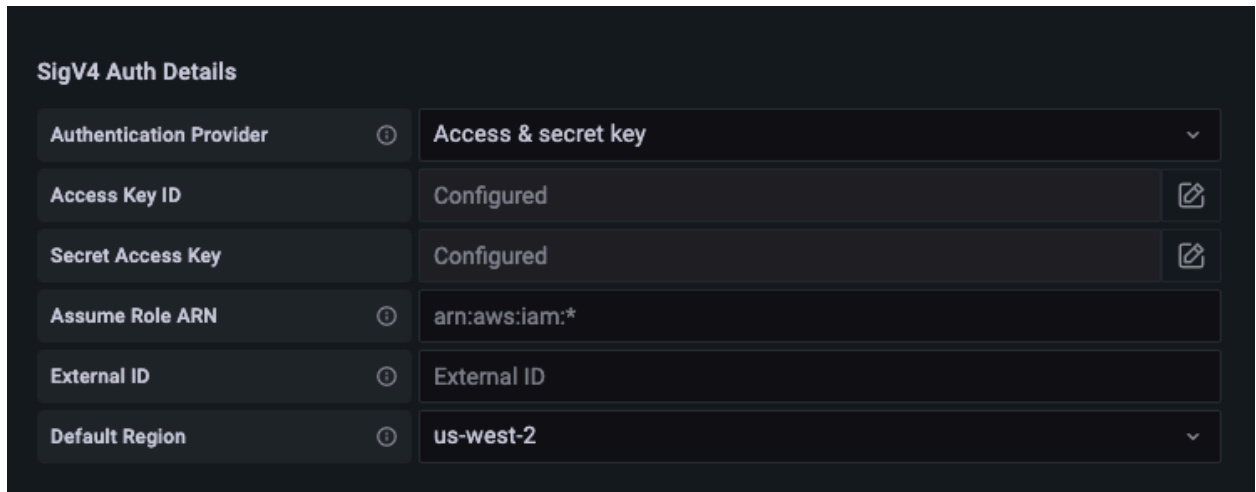 SigV4 Auth Details
Authentication Provider Access & secret key
Access Key ID Configured
Secret Access Key Configured
Assume Role ARN arn:aws:iam:*
External ID External ID
Default Region us-west-2